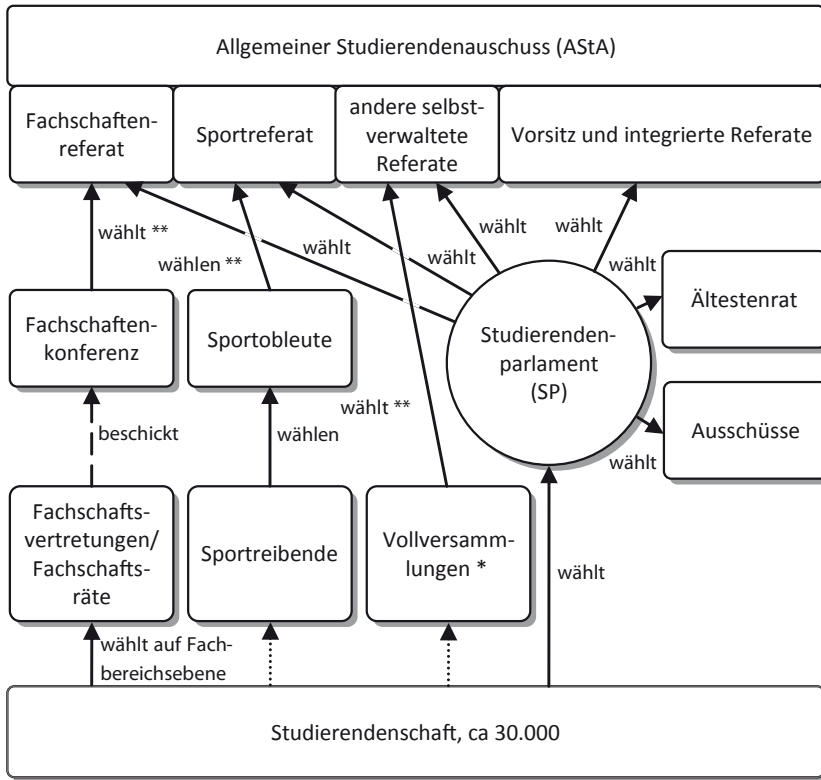 Allgemeiner Studierendenauschuss (AStA)
Fachschaften-
referat
Sportreferat
andere selbst-
verwaltete
Referate
Vorsitz und integrierte Referate
wählt **
wählen **
wählt
wählt
wählt
wählt
wählt
Ältestenrat
Fachschaften-
konferenz
Sportobleute
Studierenden-
parlament
(SP)
wählt **
Ausschüsse
wählt
beschickt
wählen
Fachschafts-
vertretungen/
Fachschafts-
räte
Sportreibende
Vollversamm-
lungen *
wählt
wählt auf Fach-
bereichsebene
Studierendenschaft, ca 30.000